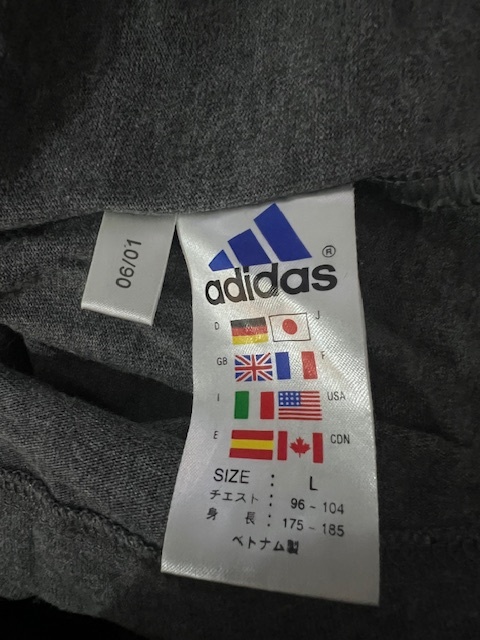 06/01
adidas®
D J
GB F
I USA
E CDN
SIZE : L
チェスト : 96 - 104
身 長 : 175 - 185
ベトナム製